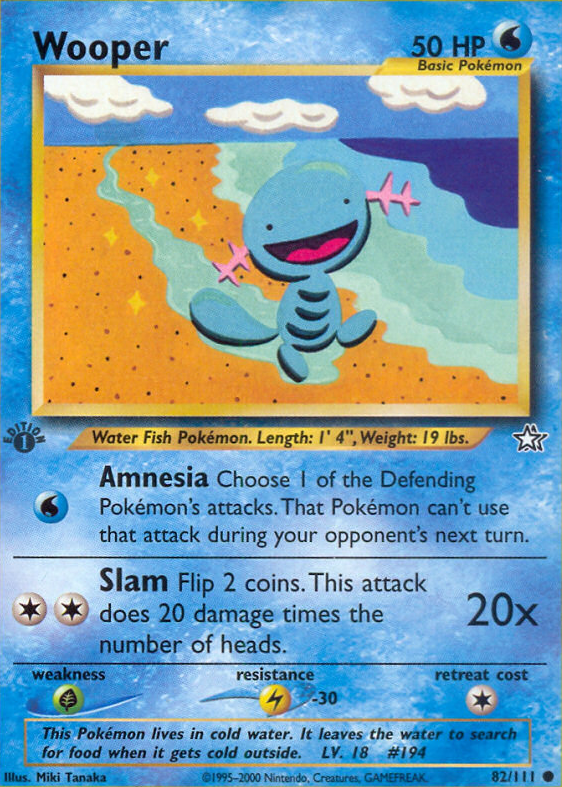 Wooper
50 HP
Basic Pokémon
EDITION
1
Water Fish Pokémon. Length: 1' 4", Weight: 19 lbs.
Amnesia Choose 1 of the Defending
Pokémon's attacks. That Pokémon can't use
that attack during your opponent's next turn.
Slam Flip 2 coins. This attack
does 20 damage times the
number of heads.
20x
weakness
resistance
retreat cost
-30
This Pokémon lives in cold water. It leaves the water to search
for food when it gets cold outside. LV. 18 #194
Illus. Miki Tanaka
©1995-2000 Nintendo, Creatures, GAMEFREAK.
82/111